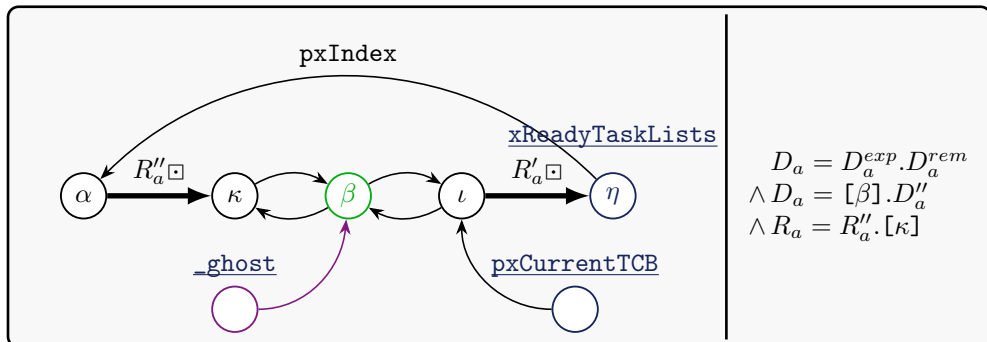 pxIndex
xReadyTaskLists
R''_a ⊡
R'_a ⊡
α κ β ι η
_ghost pxCurrentTCB
D_a = D_a^{exp}.D_a^{rem}
∧ D_a = [β].D''_a
∧ R_a = R''_a.[κ]